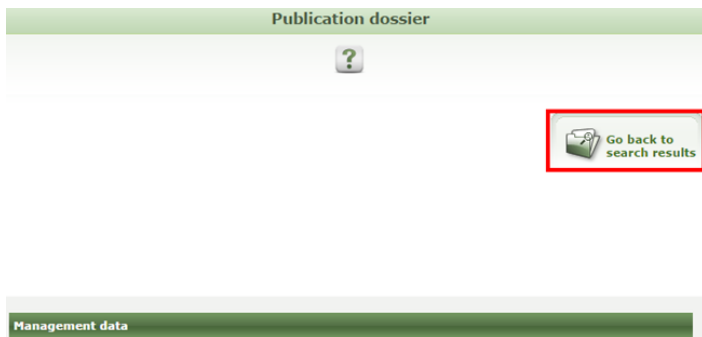 Publication dossier
?
Go back to
search results
Management data